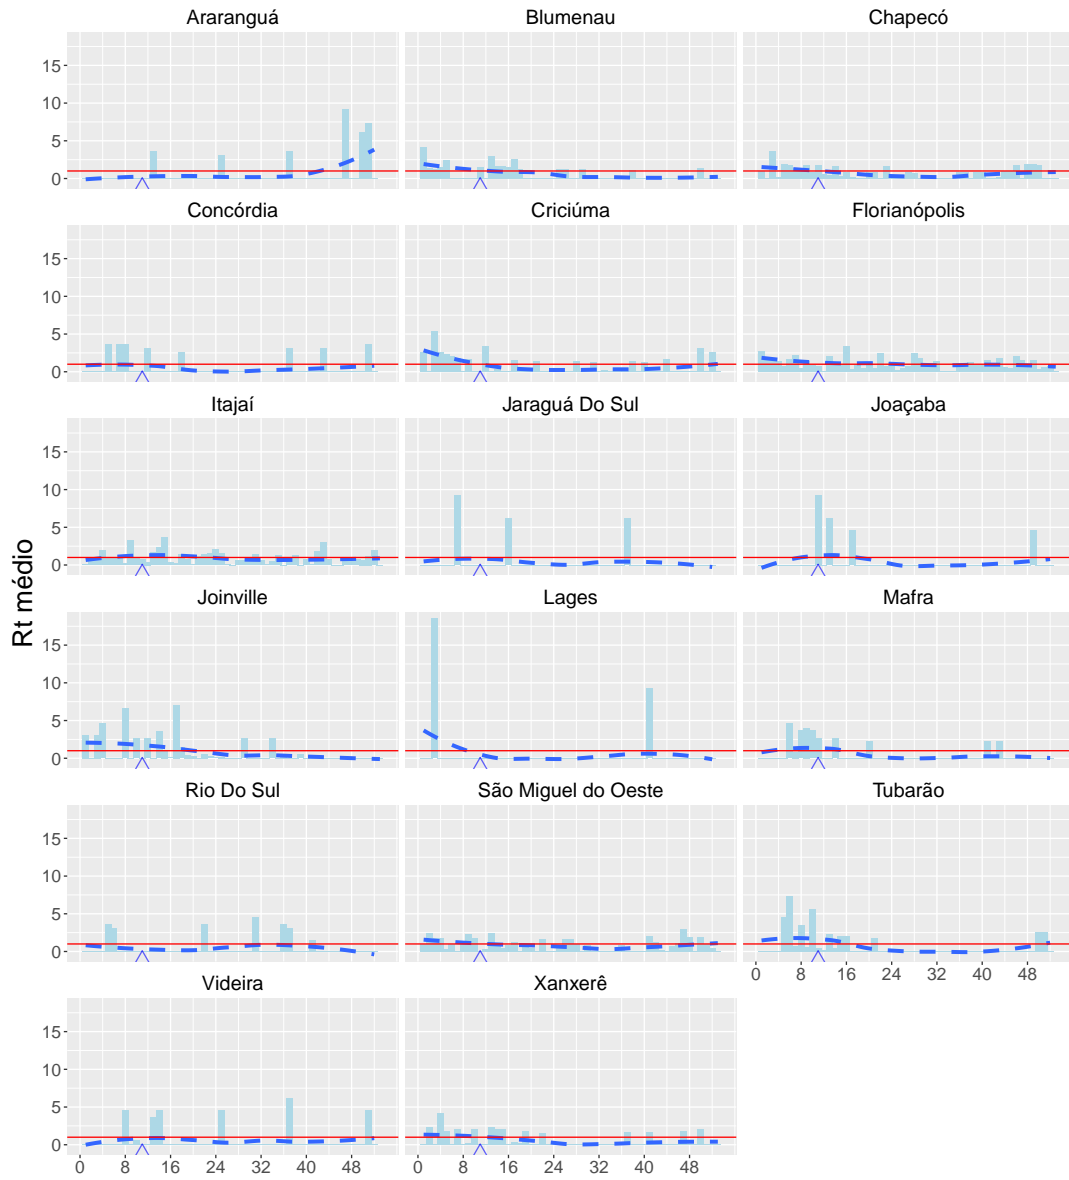 Araranguá Blumenau Chapecó
15
10
5
0
Concórdia Criciúma Florianópolis
15
10
5
0
Itajaí Jaraguá Do Sul Joaçaba
15
10
5
0
Rt médio
Joinville Lages Mafra
15
10
5
0
Rio Do Sul São Miguel do Oeste Tubarão
15
10
5
0
0 8 16 24 32 40 48
Videira Xanxerê
15
10
5
0
0 8 16 24 32 40 48 0 8 16 24 32 40 48